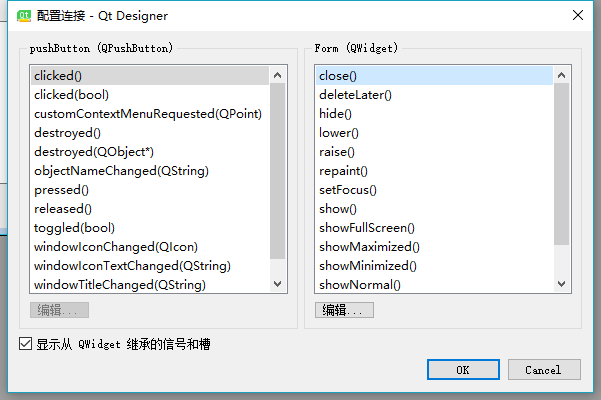 配置连接 - Qt Designer
pushButton (QPushButton)
clicked()
clicked(bool)
customContextMenuRequested(QPoint)
destroyed()
destroyed(QObject*)
objectNameChanged(QString)
pressed()
released()
toggled(bool)
windowIconChanged(QIcon)
windowIconTextChanged(QString)
windowTitleChanged(QString)
编辑...
Form (QWidget)
close()
deleteLater()
hide()
lower()
raise()
repaint()
setFocus()
show()
showFullScreen()
showMaximized()
showMinimized()
showNormal()
编辑...
显示从 QWidget 继承的信号和槽
OK
Cancel